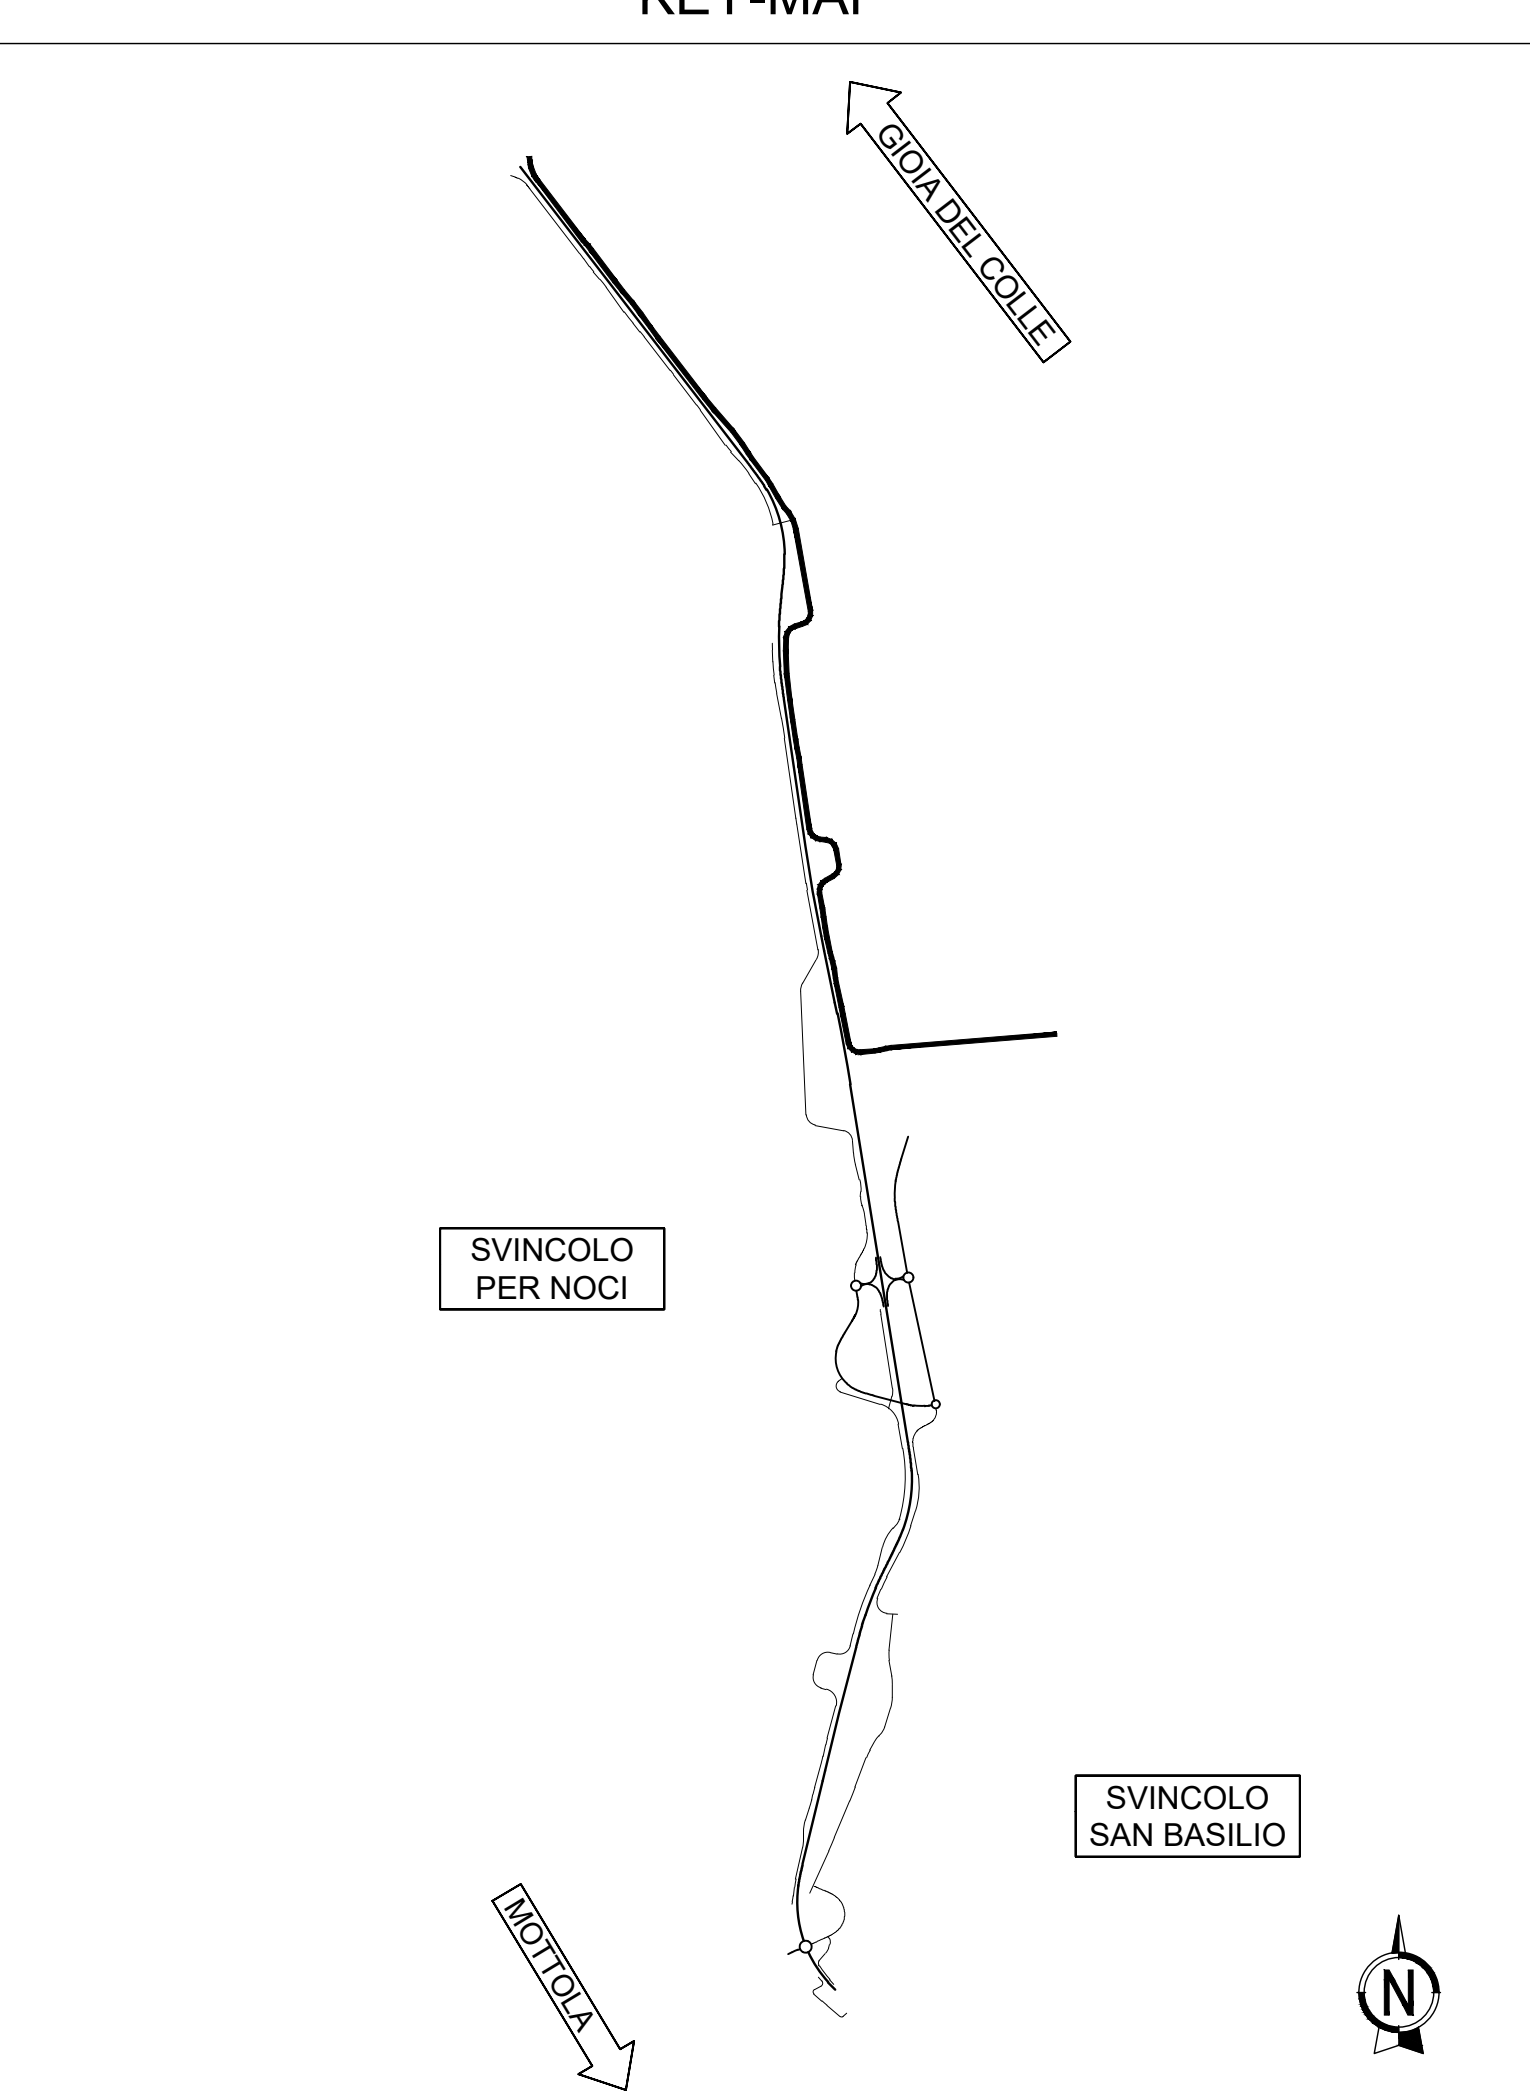 KEY-MAP
GIOIA DEL COLLE
SVINCOLO
PER NOCI
SVINCOLO
SAN BASILIO
MOTTOLA
N